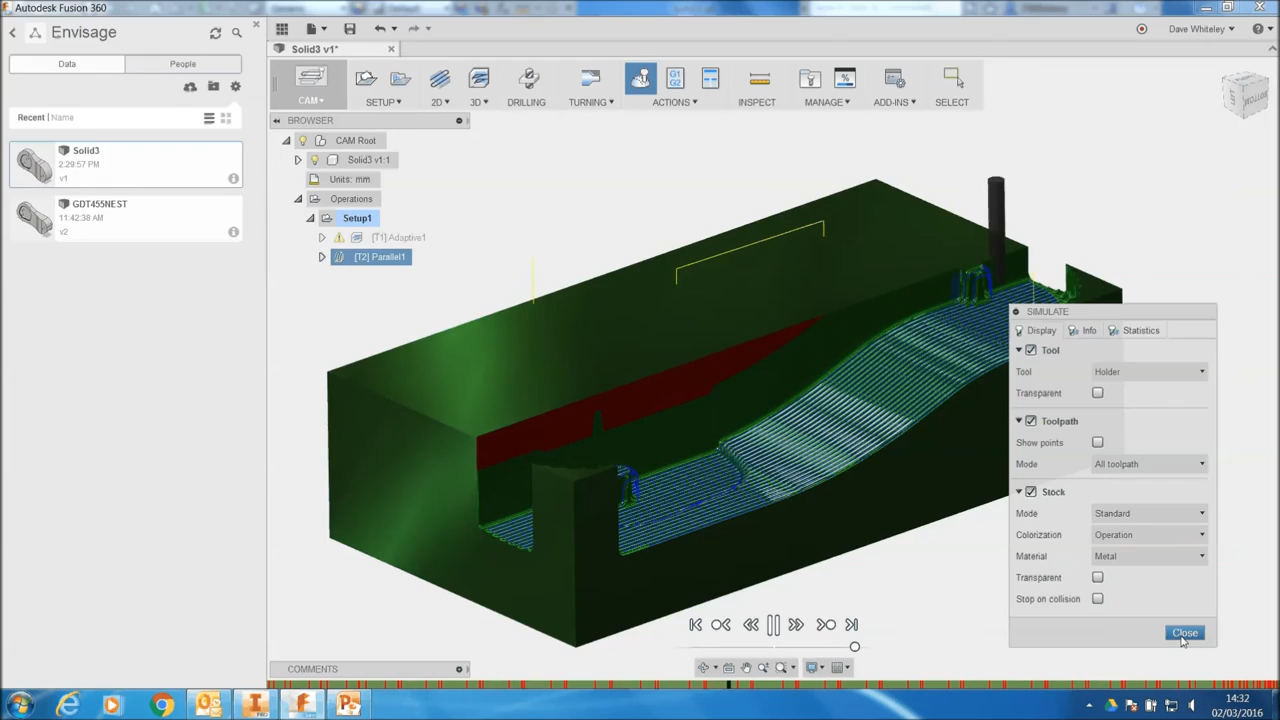 Autodesk Fusion 360
Envisage
Data
People
Recent | Name
Solid3
2:29:57 PM
v1
GDT455NEST
11:42:38 AM
v2
Dave Whiteley
Solid3 v1*
CAM
SETUP
2D
3D
DRILLING
TURNING
G1
G2
ACTIONS
INSPECT
MANAGE
ADD-INS
SELECT
BROWSER
CAM Root
Solid3 v1:1
Units: mm
Operations
Setup1
[T1] Adaptive1
[T2] Parallel1
BOTTOM
SIMULATE
Display
Info
Statistics
Tool
Tool
Holder
Transparent
Toolpath
Show points
Mode
All toolpath
Stock
Mode
Standard
Colorization
Operation
Material
Metal
Transparent
Stop on collision
Close
COMMENTS
14:32
02/03/2016